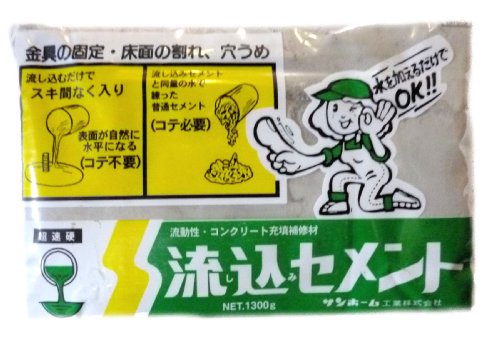 金具の固定・床面の割れ、穴うめ
流し込むだけで
スキ間なく入り
表面が自然に
水平になる
(コテ不要)
流し込みセメント
と同量の水で
練った
普通セメント
(コテ必要)
水を加えるだけで
OK!!
超速硬
流動性・コンクリート充填補修材
流し込みセメント
NET.1300g
サンホーム工業株式会社